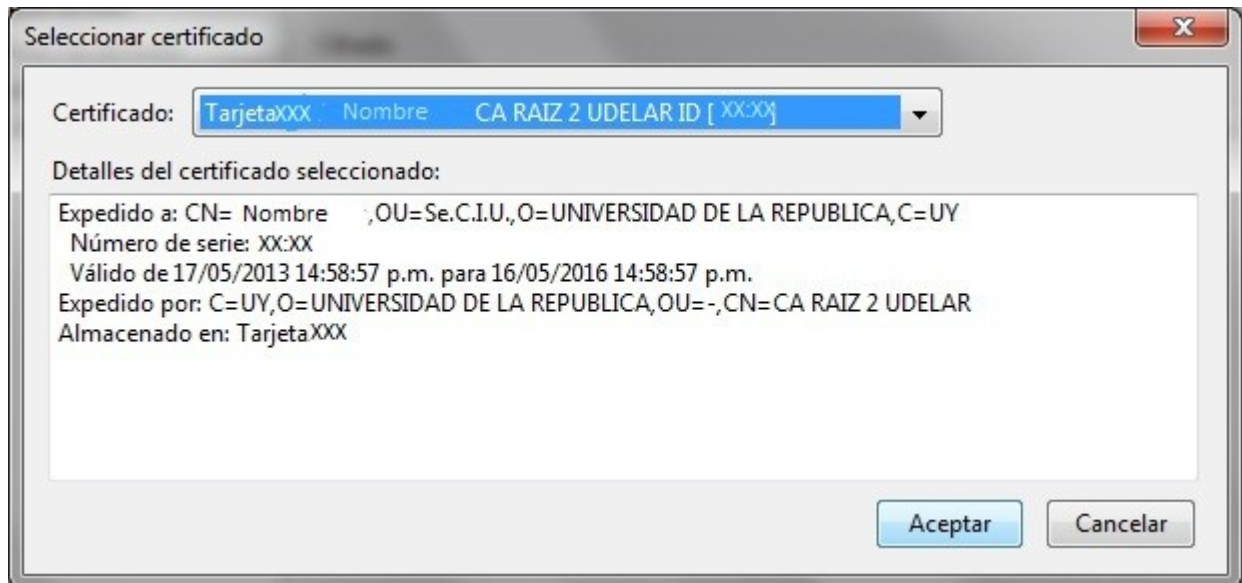 Seleccionar certificado
Certificado: TarjetaXXX Nombre CA RAIZ 2 UDELAR ID [ XX:XX]
Detalles del certificado seleccionado:
Expedido a: CN= Nombre ,OU=Se.C.I.U.,O=UNIVERSIDAD DE LA REPUBLICA,C=UY
Número de serie: XX:XX
Válido de 17/05/2013 14:58:57 p.m. para 16/05/2016 14:58:57 p.m.
Expedido por: C=UY,O=UNIVERSIDAD DE LA REPUBLICA,OU=-,CN=CA RAIZ 2 UDELAR
Almacenado en: TarjetaXXX
Aceptar Cancelar